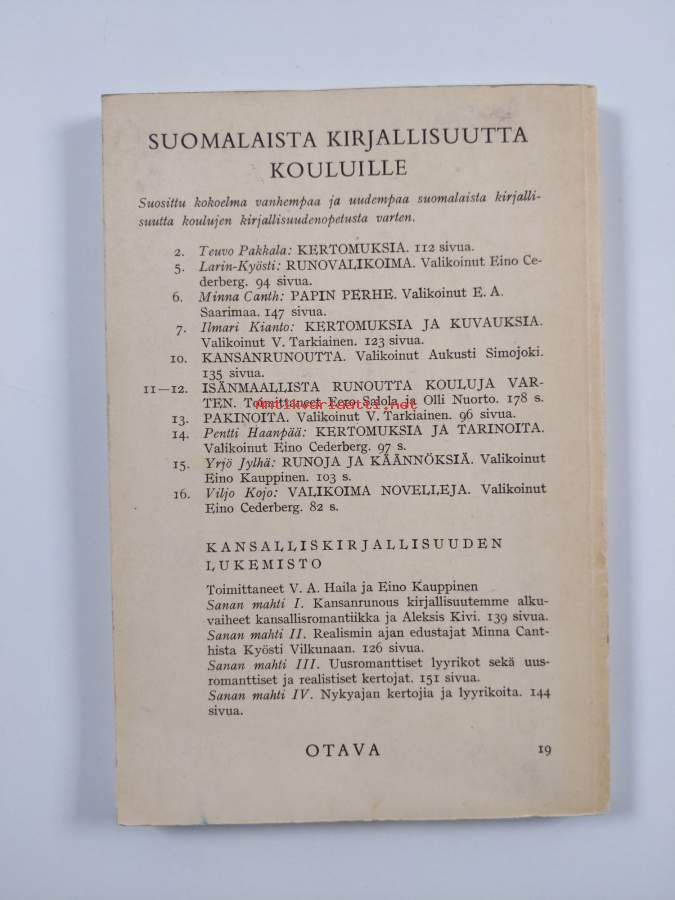 SUOMALAISTA KIRJALLISUUTTA
KOULUILLE
Suosittu kokoelma vanhempaa ja uudempaa suomalaista kirjalli-
suutta koulujen kirjallisuudenopetusta varten.
2. Teuvo Pakkala: KERTOMUKSIA. 112 sivua.
5. Larin-Kyösti: RUNOVALIKOIMA. Valikoinut Eino Ce-
derberg. 94 sivua.
6. Minna Canth: PAPIN PERHE. Valikoinut E. A.
Saarimaa. 147 sivua.
7. Ilmari Kianto: KERTOMUKSIA JA KUVAUKSIA.
Valikoinut V. Tarkiainen. 123 sivua.
10. KANSANRUNOUTTA. Valikoinut Aukusti Simojoki.
135 sivua.
11—12. ISÄNMAALLISTA RUNOUTTA KOULUJA VAR-
TEN. Toimittaneet Eero Salola ja Olli Nuorto. 178 s.
Antikvariaatti.net
13. PAKINOITA. Valikoinut V. Tarkiainen. 96 sivua.
14. Pentti Haanpää: KERTOMUKSIA JA TARINOITA.
Valikoinut Eino Cederberg. 97 s.
15. Yrjö Jylhä: RUNOJA JA KÄÄNNÖKSIÄ. Valikoinut
Eino Kauppinen. 103 s.
16. Viljo Kojo: VALIKOIMA NOVELLEJA. Valikoinut
Eino Cederberg. 82 s.
KANSALLISKIRJALLISUUDEN
LUKEMISTO
Toimittaneet V. A. Haila ja Eino Kauppinen
Sanan mahti I. Kansanrunous kirjallisuutemme alku-
vaiheet kansallisromantiikka ja Aleksis Kivi. 139 sivua.
Sanan mahti II. Realismin ajan edustajat Minna Cant-
hista Kyösti Vilkunaan. 126 sivua.
Sanan mahti III. Uusromanttiset lyyrikot sekä uus-
romanttiset ja realistiset kertojat. 151 sivua.
Sanan mahti IV. Nykyajan kertojia ja lyyrikoita. 144
sivua.
OTAVA 19